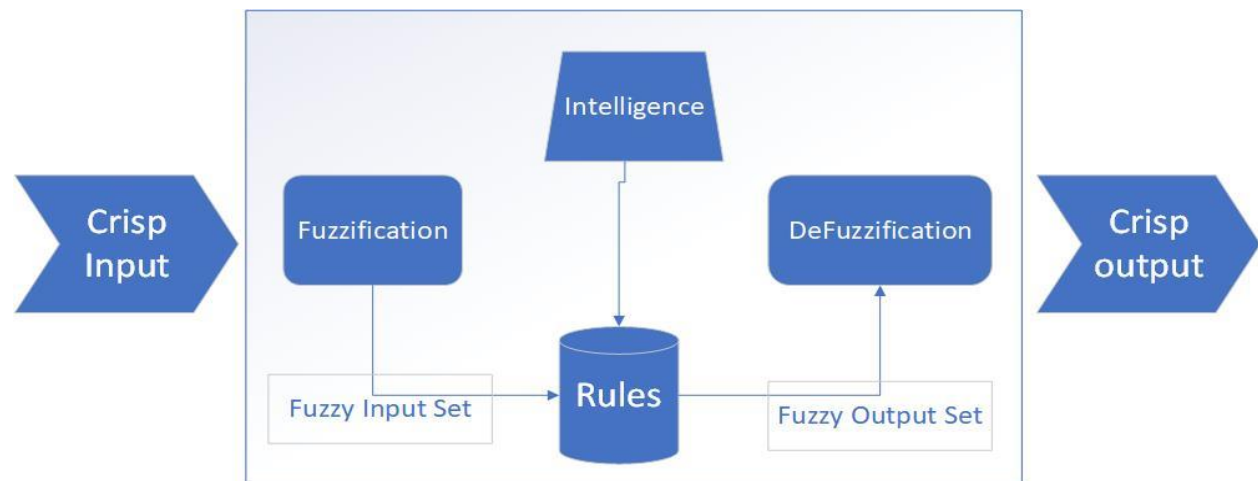 Intelligence
Crisp
Input
Fuzzification
DeFuzzification
Crisp
output
Rules
Fuzzy Input Set
Fuzzy Output Set